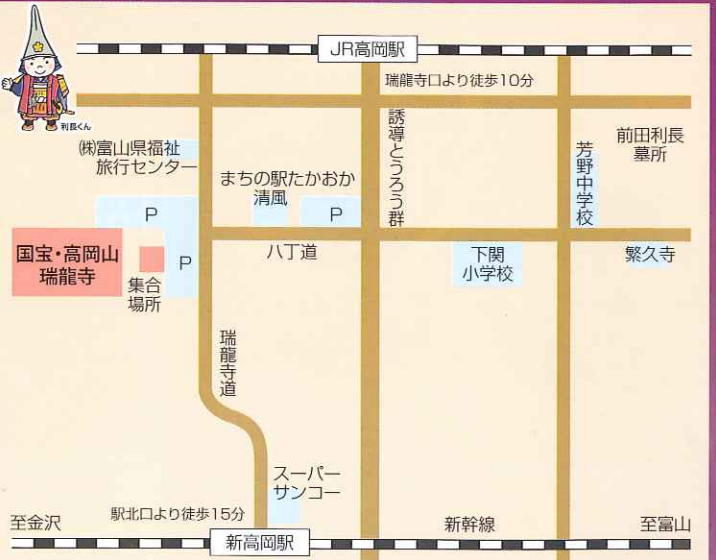 JR高岡駅
瑞龍寺口より徒歩10分
利長くん
㈱富山県福祉
旅行センター
まちの駅たかおか
清風
誘導とうろう群
芳野中学校
前田利長
墓所
P
P
P
国宝・高岡山
瑞龍寺
集合
場所
八丁道
下関
小学校
繁久寺
瑞龍寺道
スーパー
サンコー
至金沢
駅北口より徒歩15分
新高岡駅
新幹線
至富山